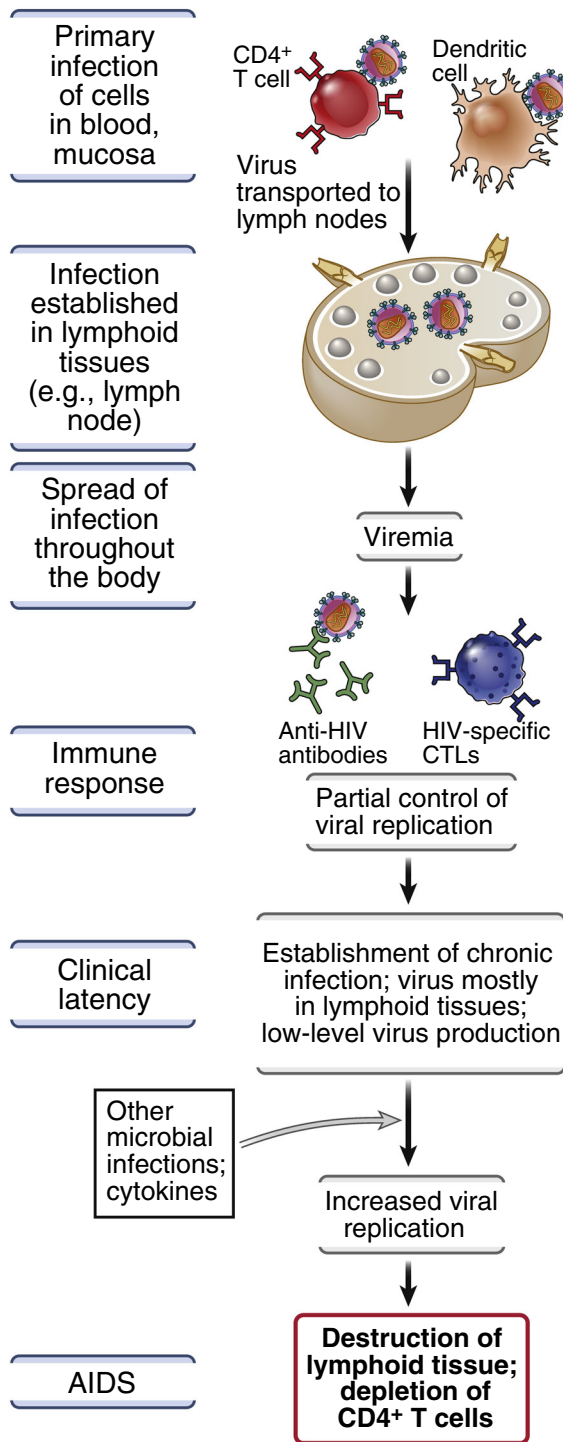 Primary
infection
of cells
in blood,
mucosa
CD4+
T cell
Dendritic
cell
Virus
transported to
lymph nodes
Infection
established
in lymphoid
tissues
(e.g., lymph
node)
Spread of
infection
throughout
the body
Viremia
Anti-HIV
antibodies
HIV-specific
CTLs
Immune
response
Partial control of
viral replication
Clinical
latency
Establishment of chronic
infection; virus mostly
in lymphoid tissues;
low-level virus production
Other
microbial
infections;
cytokines
Increased viral
replication
AIDS
Destruction of
lymphoid tissue;
depletion of
CD4+ T cells